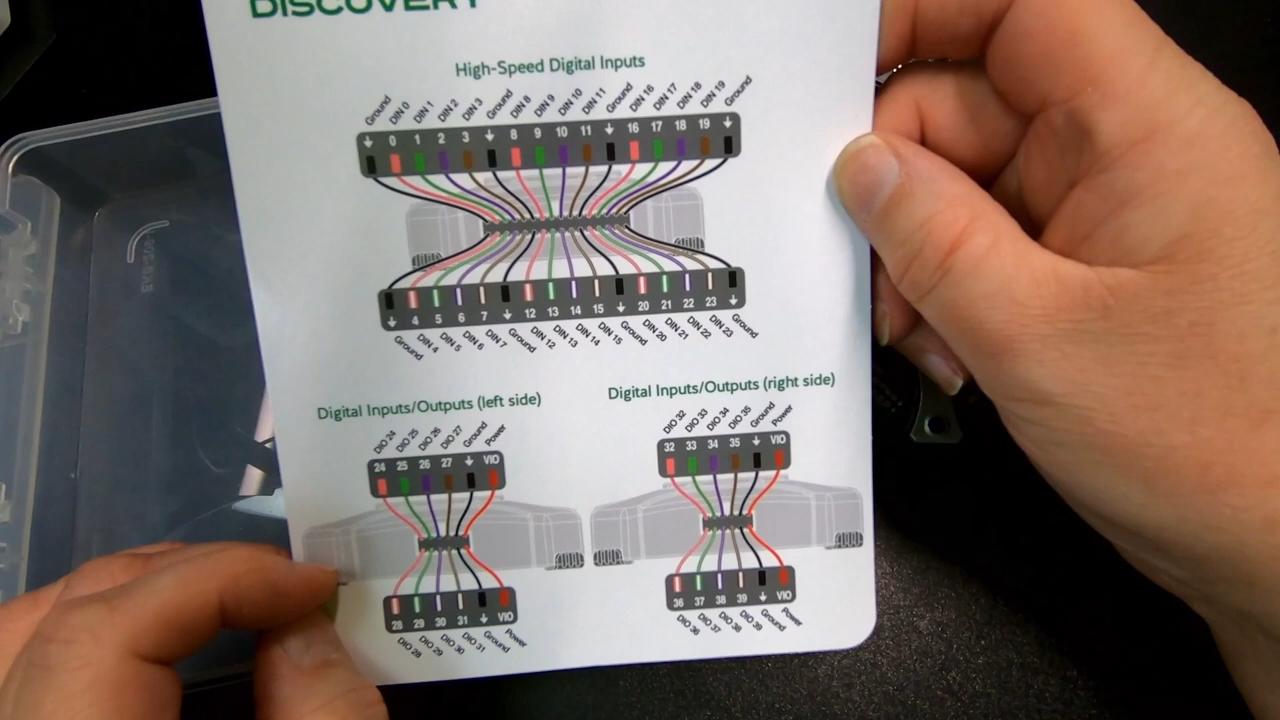 DISCOVERY
High-Speed Digital Inputs
Ground DIN 0 DIN 1 DIN 2 DIN 3 Ground DIN 8 DIN 9 DIN 10 DIN 11 Ground DIN 16 DIN 17 DIN 18 DIN 19 Ground
0 1 2 3 8 9 10 11 16 17 18 19
4 5 6 7 12 13 14 15 20 21 22 23
Ground DIN 4 DIN 5 DIN 6 DIN 7 Ground DIN 12 DIN 13 DIN 14 DIN 15 Ground DIN 20 DIN 21 DIN 22 DIN 23 Ground
Digital Inputs/Outputs (left side)
DIO 24 DIO 25 DIO 26 DIO 27 Ground Power
24 25 26 27 VIO
28 29 30 31 VIO
DIO 28 DIO 29 DIO 30 DIO 31 Ground Power
Digital Inputs/Outputs (right side)
DIO 32 DIO 33 DIO 34 DIO 35 Ground Power
32 33 34 35 VIO
36 37 38 39 VIO
DIO 36 DIO 37 DIO 38 DIO 39 Ground Power